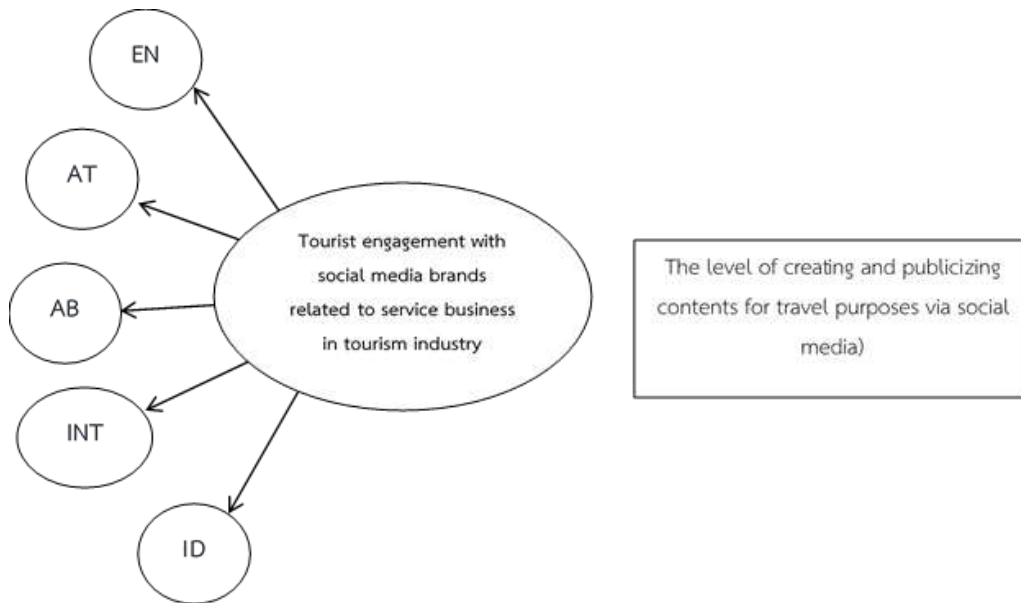 EN
AT
AB
INT
ID
Tourist engagement with
social media brands
related to service business
in tourism industry
The level of creating and publicizing
contents for travel purposes via social
media)